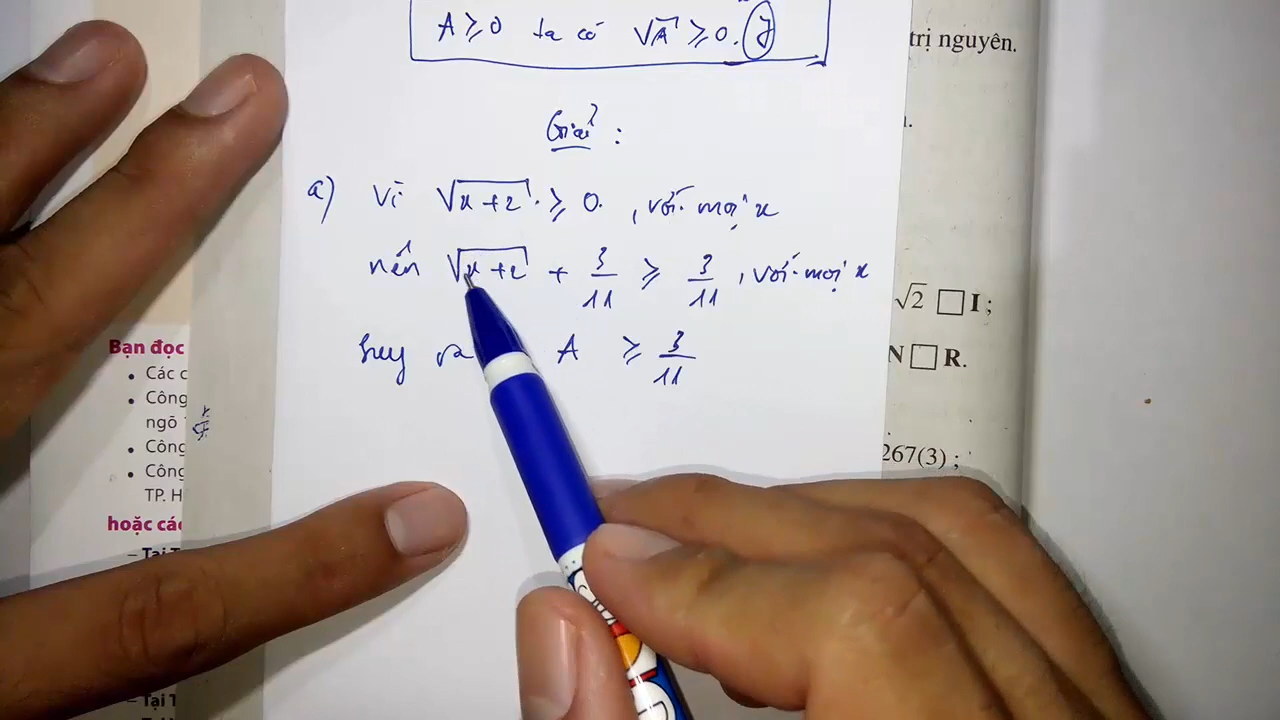 A ⩾ 0 ta có √A ⩾ 0.
Giải :
a) Vì √x+2 ⩾ 0 , với mọi x
nên √x+2 + 3/11 ⩾ 3/11 , với mọi x
hay A ⩾ 3/11
trị nguyên.
√2 □ I ;
N □ R.
267(3) ;
Bạn đọc
• Các c
• Công
ngõ
• Công
• Công
TP. H
hoặc các
– Tại T
– Tại T